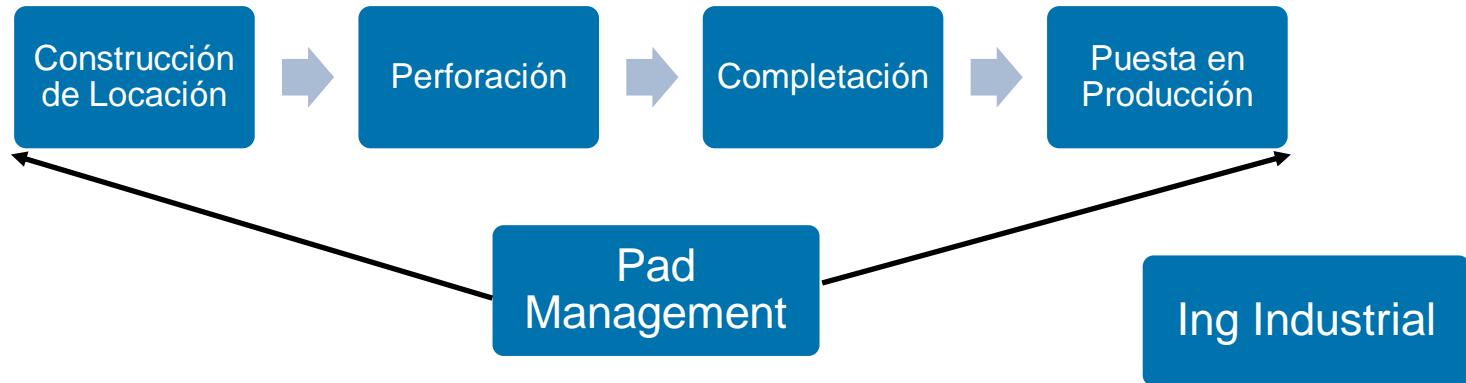 Construcción
de Locación
Perforación
Completación
Puesta en
Producción
Pad
Management
Ing Industrial